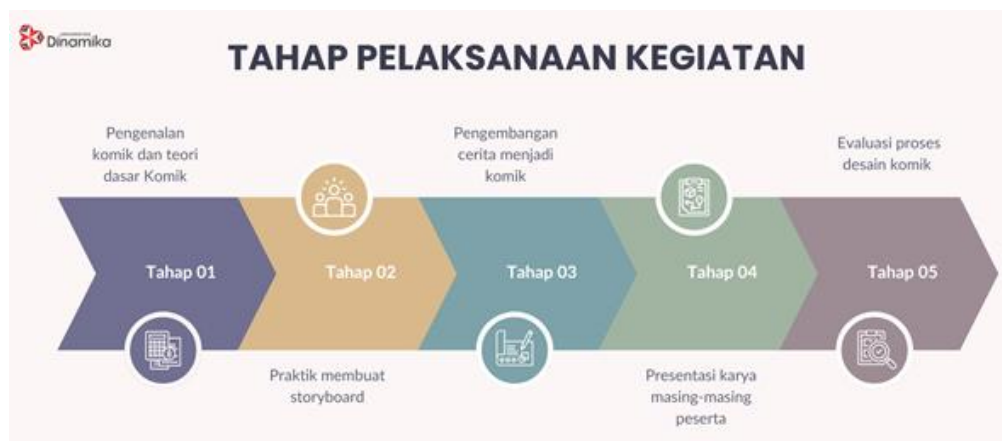 Dinamika
TAHAP PELAKSANAAN KEGIATAN
Pengenalan
komik dan teori
dasar Komik
Tahap 01
Tahap 02
Praktik membuat
storyboard
Pengembangan
cerita menjadi
komik
Tahap 03
Tahap 04
Presentasi karya
masing-masing
peserta
Evaluasi proses
desain komik
Tahap 05